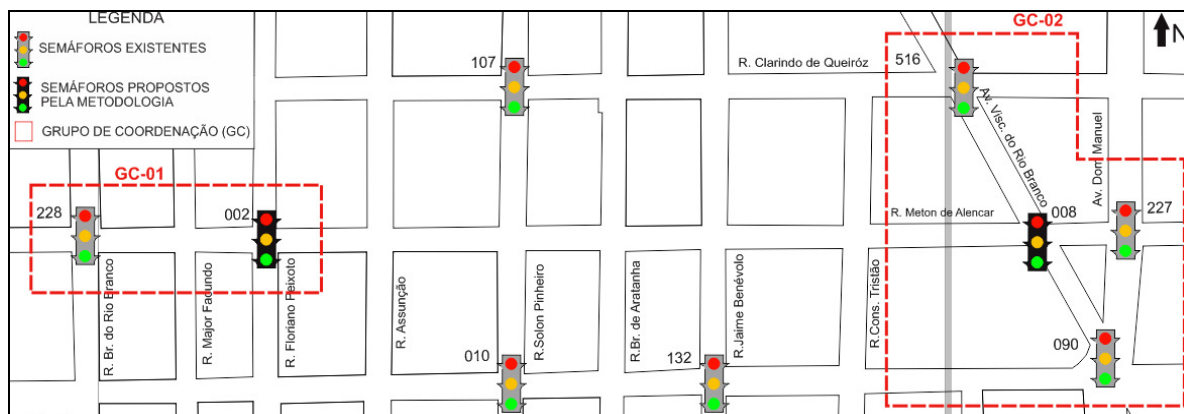 LEGENDA
SEMÁFOROS EXISTENTES
SEMÁFOROS PROPOSTOS
PELA METODOLOGIA
GRUPO DE COORDENAÇÃO (GC)
GC-01
GC-02
N
107
R. Clarindo de Queiróz
516
Av. Visc. do Rio Branco
Av. Dom Manuel
228
002
R. Meton de Alencar
008
227
R. Br. do Rio Branco
R. Major Facundo
R. Floriano Peixoto
R. Assunção
R.Solon Pinheiro
R.Br. de Aratanha
R.Jaime Benévolo
R.Cons. Tristão
010
132
090